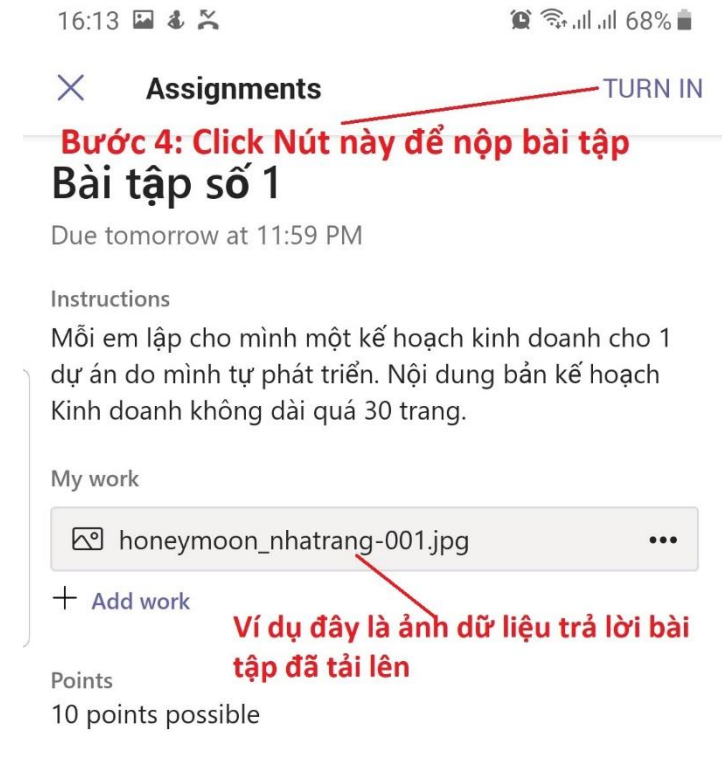 16:13 68%
Assignments TURN IN
Bước 4: Click Nút này để nộp bài tập
Bài tập số 1
Due tomorrow at 11:59 PM
Instructions
Mỗi em lập cho mình một kế hoạch kinh doanh cho 1
dự án do mình tự phát triển. Nội dung bản kế hoạch
Kinh doanh không dài quá 30 trang.
My work
honeymoon_nhatrang-001.jpg
Add work
Ví dụ đây là ảnh dữ liệu trả lời bài
tập đã tải lên
Points
10 points possible